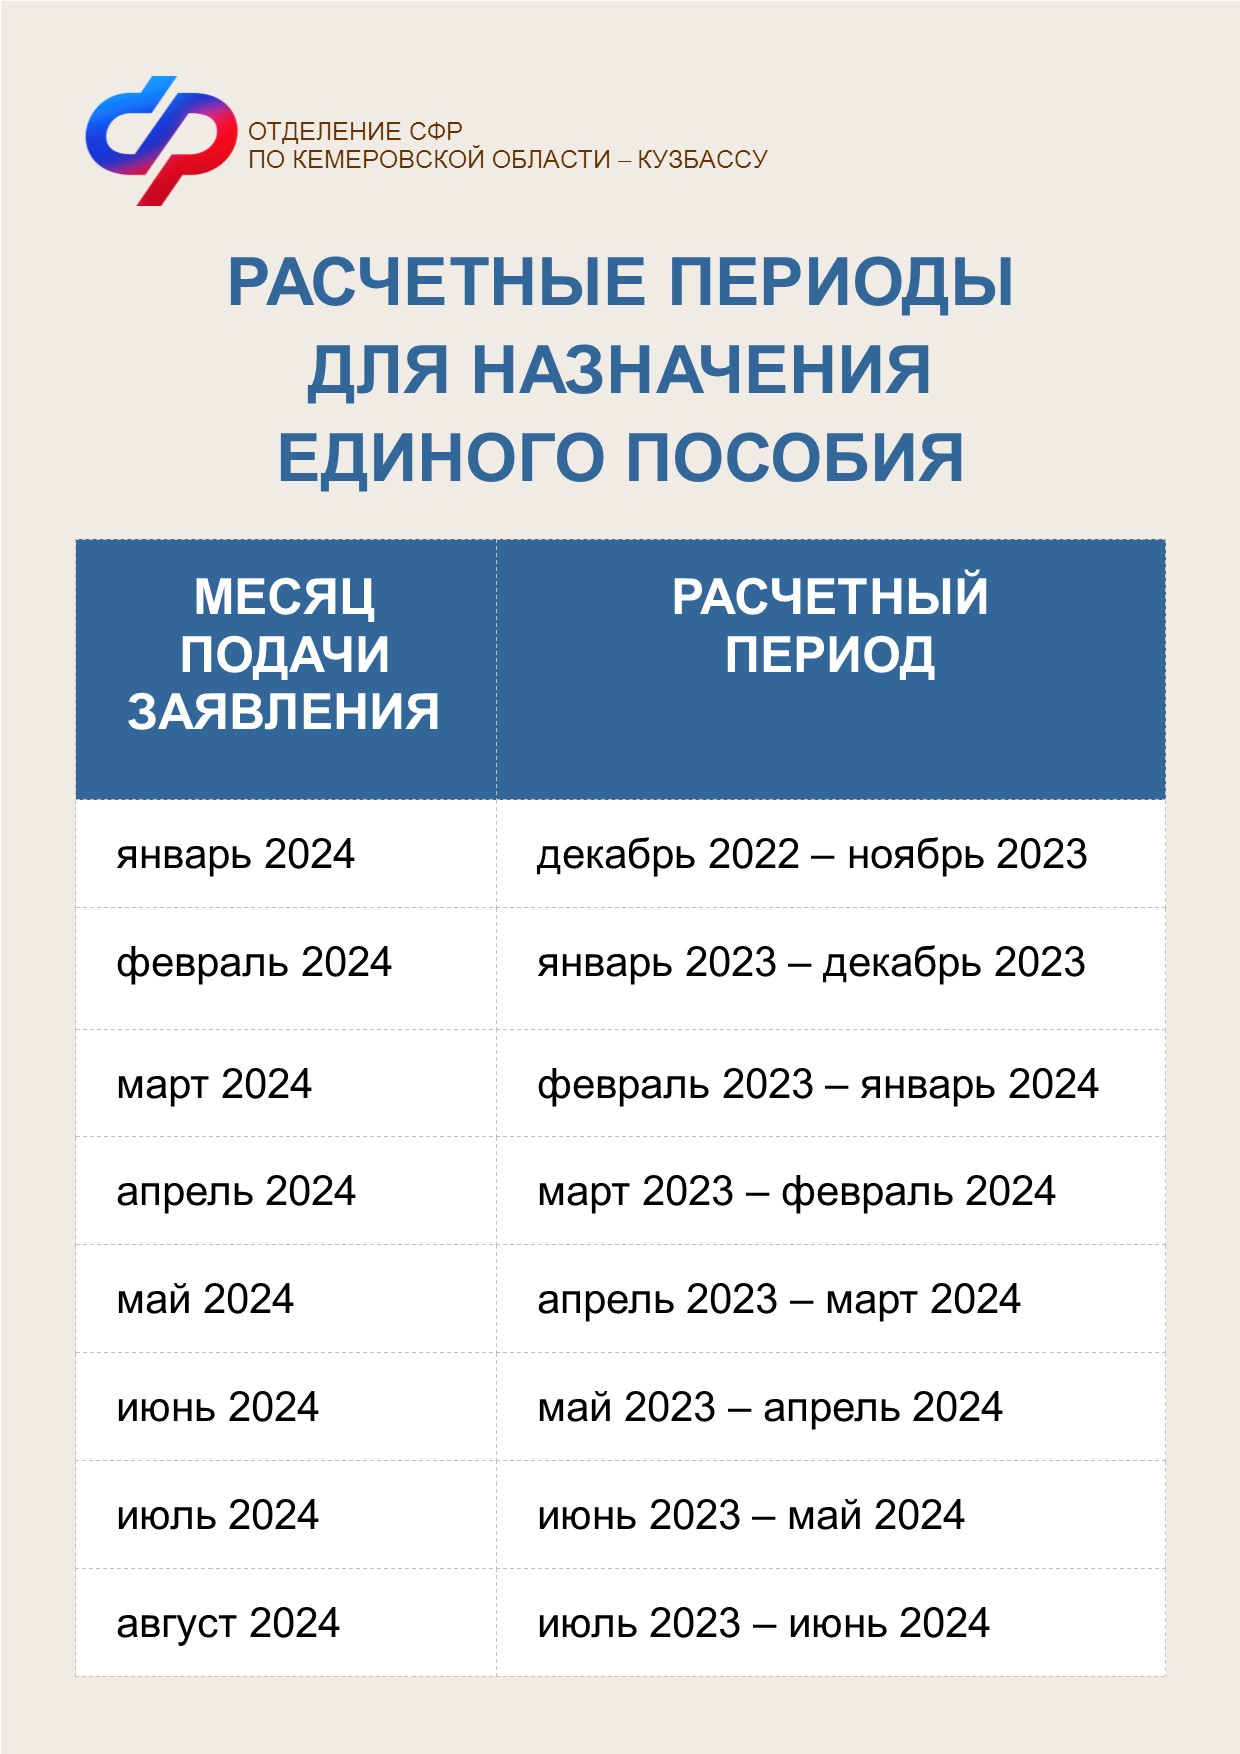 ОТДЕЛЕНИЕ СФР
ПО КЕМЕРОВСКОЙ ОБЛАСТИ – КУЗБАССУ
РАСЧЕТНЫЕ ПЕРИОДЫ
ДЛЯ НАЗНАЧЕНИЯ
ЕДИНОГО ПОСОБИЯ
МЕСЯЦ
ПОДАЧИ
ЗАЯВЛЕНИЯ
РАСЧЕТНЫЙ
ПЕРИОД
январь 2024 декабрь 2022 – ноябрь 2023
февраль 2024 январь 2023 – декабрь 2023
март 2024 февраль 2023 – январь 2024
апрель 2024 март 2023 – февраль 2024
май 2024 апрель 2023 – март 2024
июнь 2024 май 2023 – апрель 2024
июль 2024 июнь 2023 – май 2024
август 2024 июль 2023 – июнь 2024